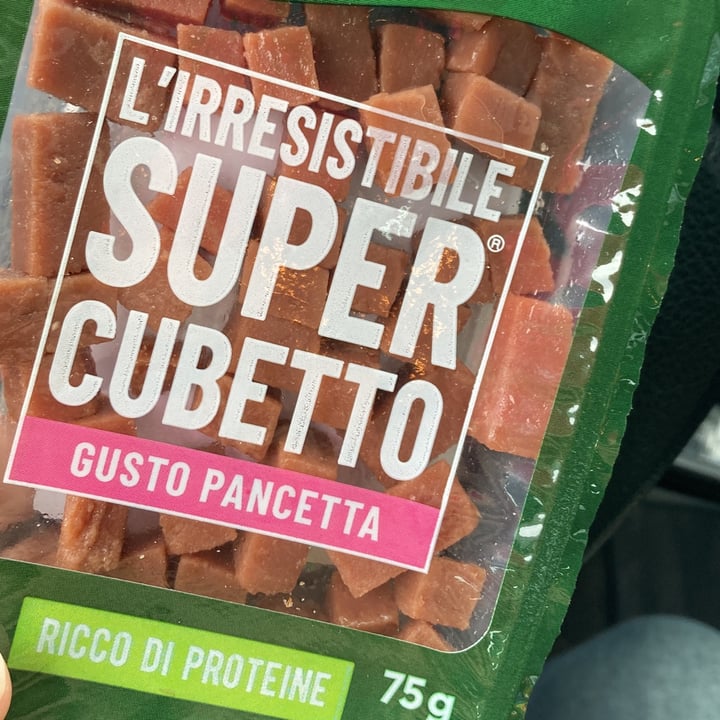 L'IRRESISTIBILE
SUPER®
CUBETTO
GUSTO PANCETTA
RICCO DI PROTEINE
75g